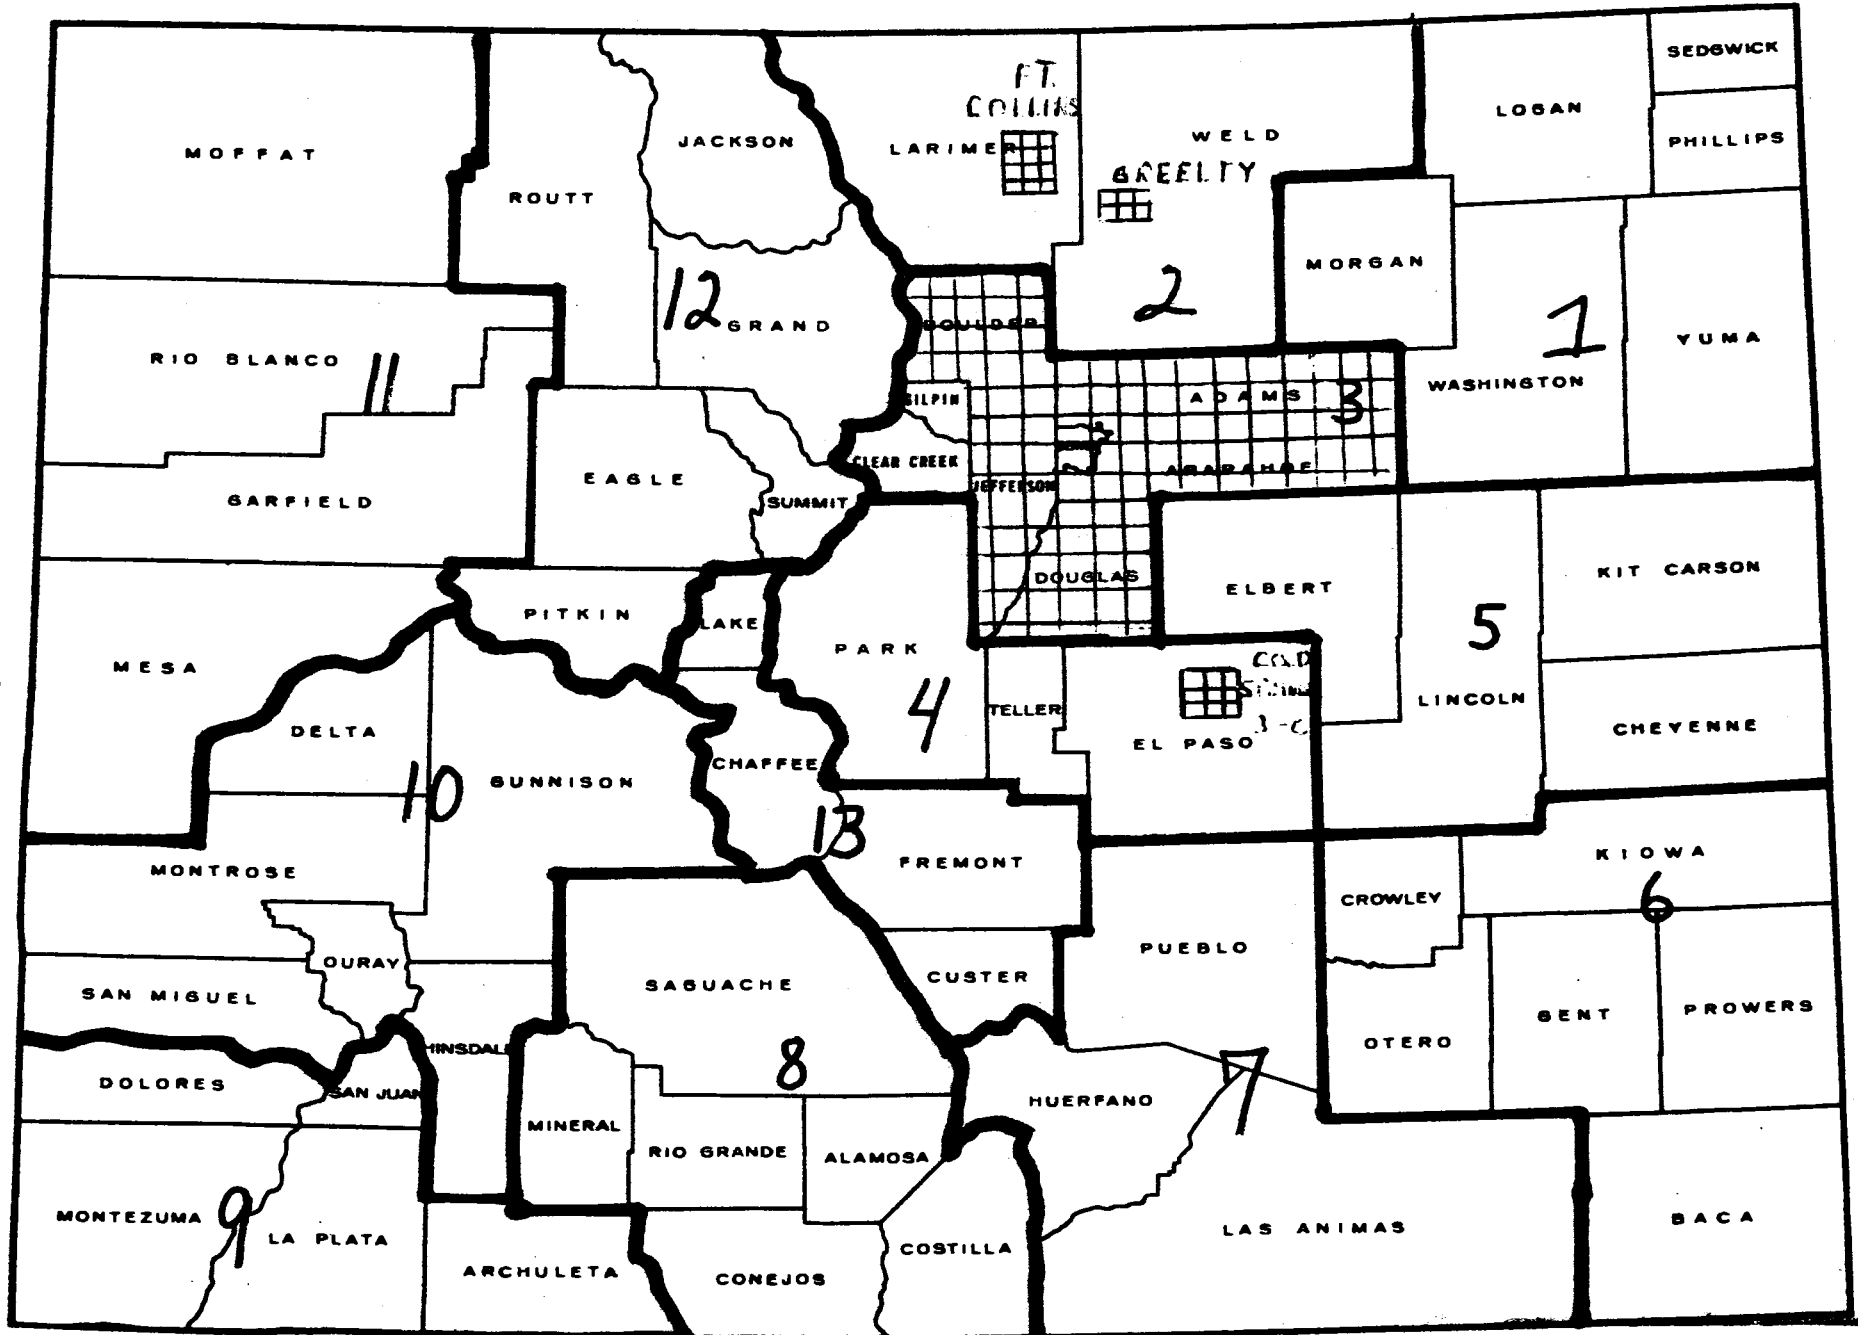 SEDGWICK
FT.
COLLINS
LOGAN
JACKSON
LARIMER
WELD
PHILLIPS
MOFFAT
GREELTY
ROUTT
MORGAN
12
2
GRAND
BOULDER
1
YUMA
RIO BLANCO
11
GILPIN
ADAMS
3
WASHINGTON
CLEAR CREEK
ARAPAHOE
EAGLE
JEFFERSON
GARFIELD
SUMMIT
KIT CARSON
DOUGLAS
ELBERT
PITKIN
LAKE
5
PARK
MESA
4
TELLER
LINCOLN
DELTA
EL PASO
CHEYENNE
CHAFFEE
10
GUNNISON
13
FREMONT
KIOWA
MONTROSE
CROWLEY
6
PUEBLO
OURAY
CUSTER
SAGUACHE
SAN MIGUEL
PROWERS
BENT
OTERO
HINSDALE
8
7
DOLORES
SAN JUAN
HUERFANO
MINERAL
RIO GRANDE
ALAMOSA
MONTEZUMA
9
LA PLATA
LAS ANIMAS
BACA
COSTILLA
ARCHULETA
CONEJOS